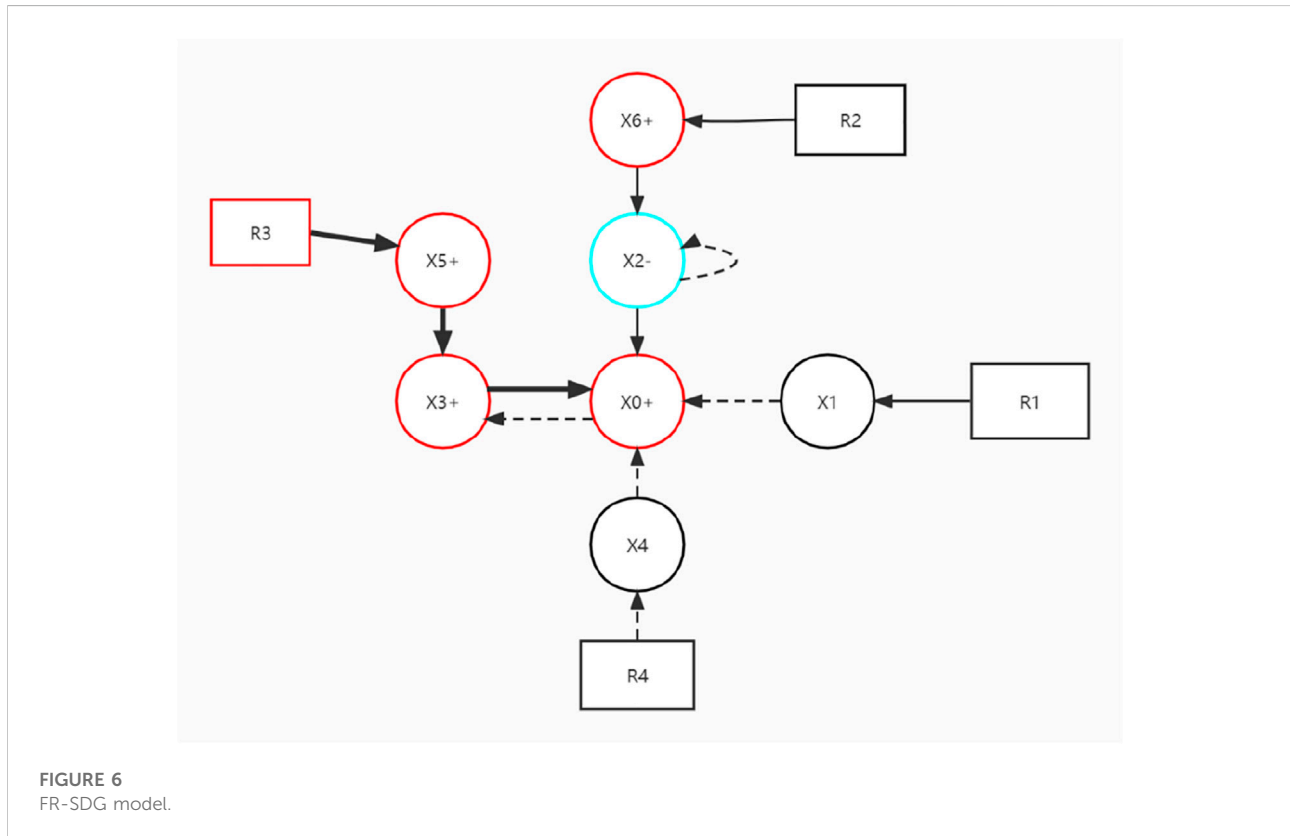 X6+
R2
R3
X5+
X2-
X3+
X0+
X1
R1
X4
R4
FIGURE 6
FR-SDG model.